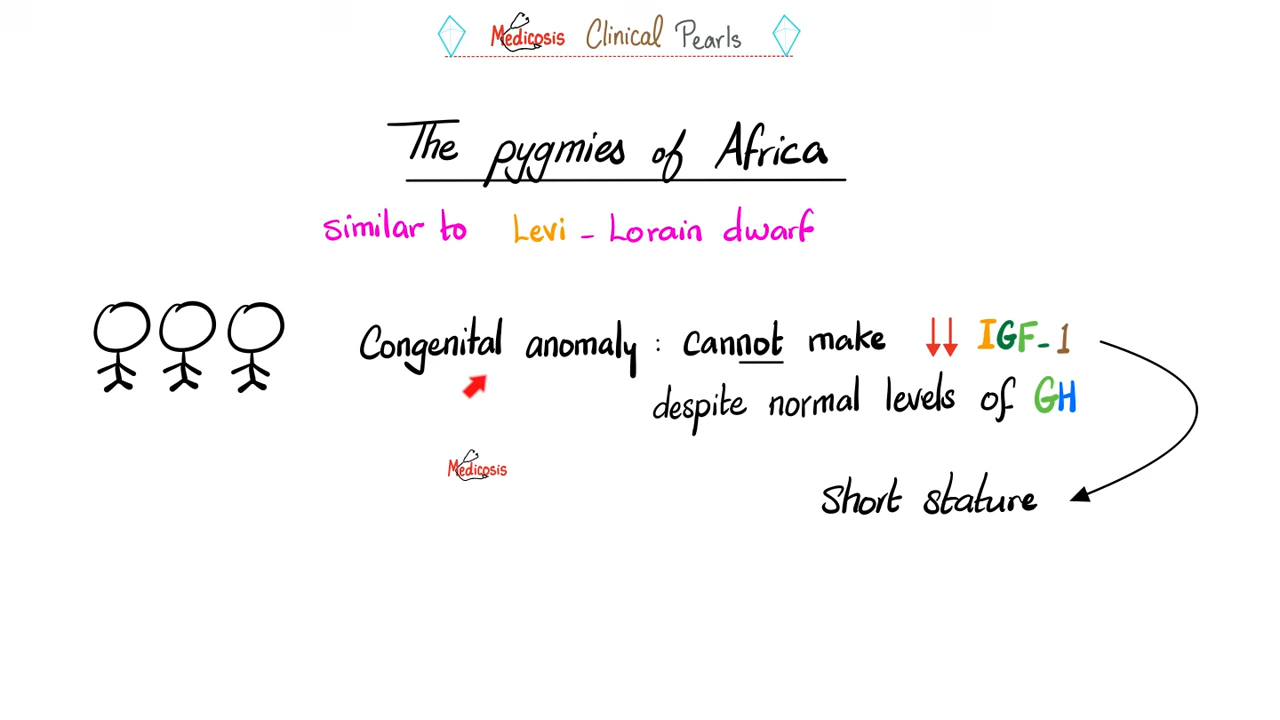 Medicosis Clinical Pearls
The pygmies of Africa
similar to Levi - Lorain dwarf
Congenital anomaly : cannot make ↓↓ IGF-1
despite normal levels of GH
Medicosis
Short stature